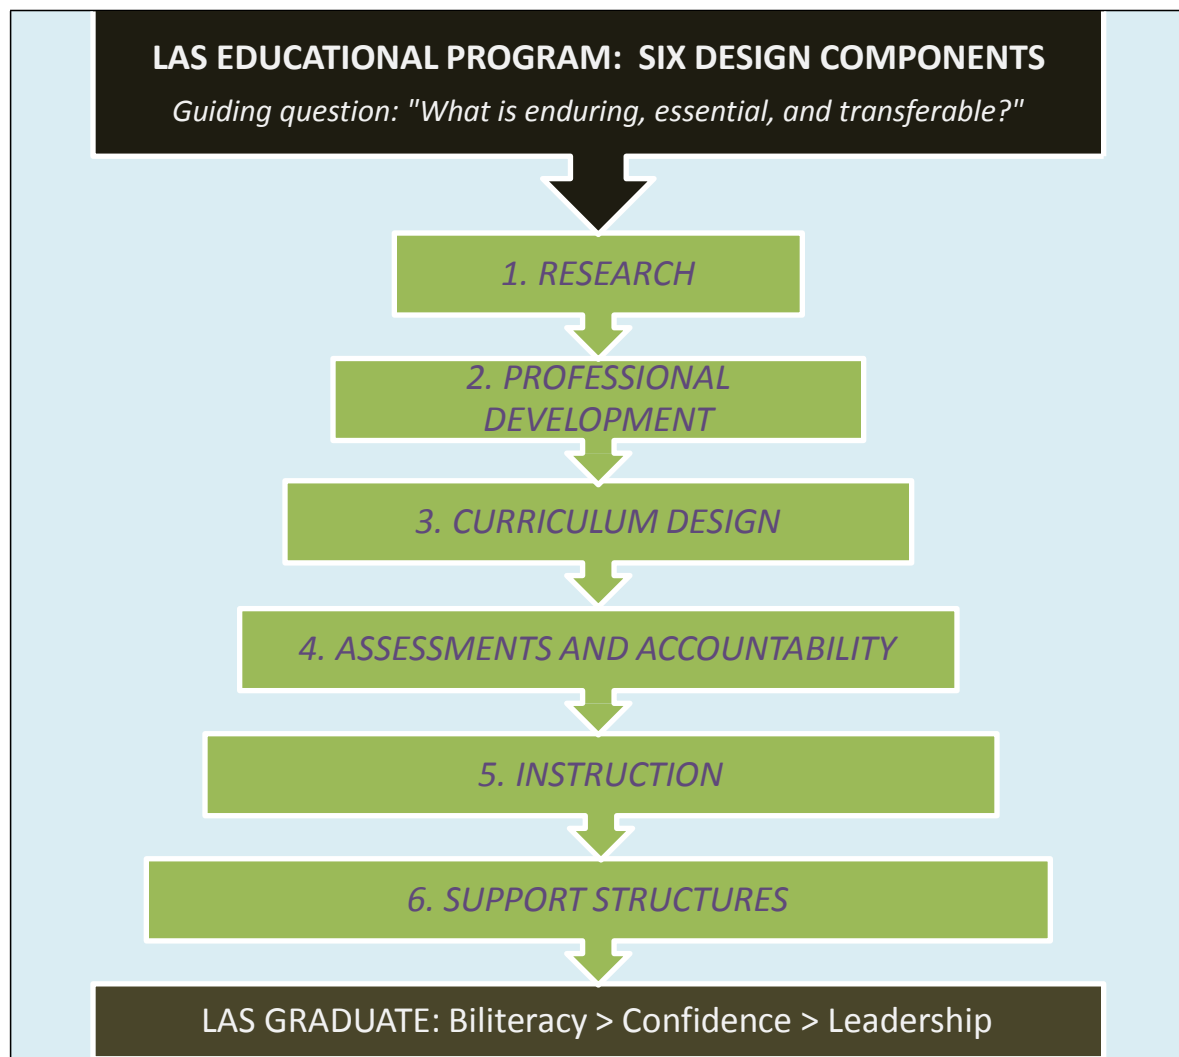 LAS EDUCATIONAL PROGRAM: SIX DESIGN COMPONENTS
Guiding question: "What is enduring, essential, and transferable?"
1. RESEARCH
2. PROFESSIONAL
DEVELOPMENT
3. CURRICULUM DESIGN
4. ASSESSMENTS AND ACCOUNTABILITY
5. INSTRUCTION
6. SUPPORT STRUCTURES
LAS GRADUATE: Biliteracy > Confidence > Leadership